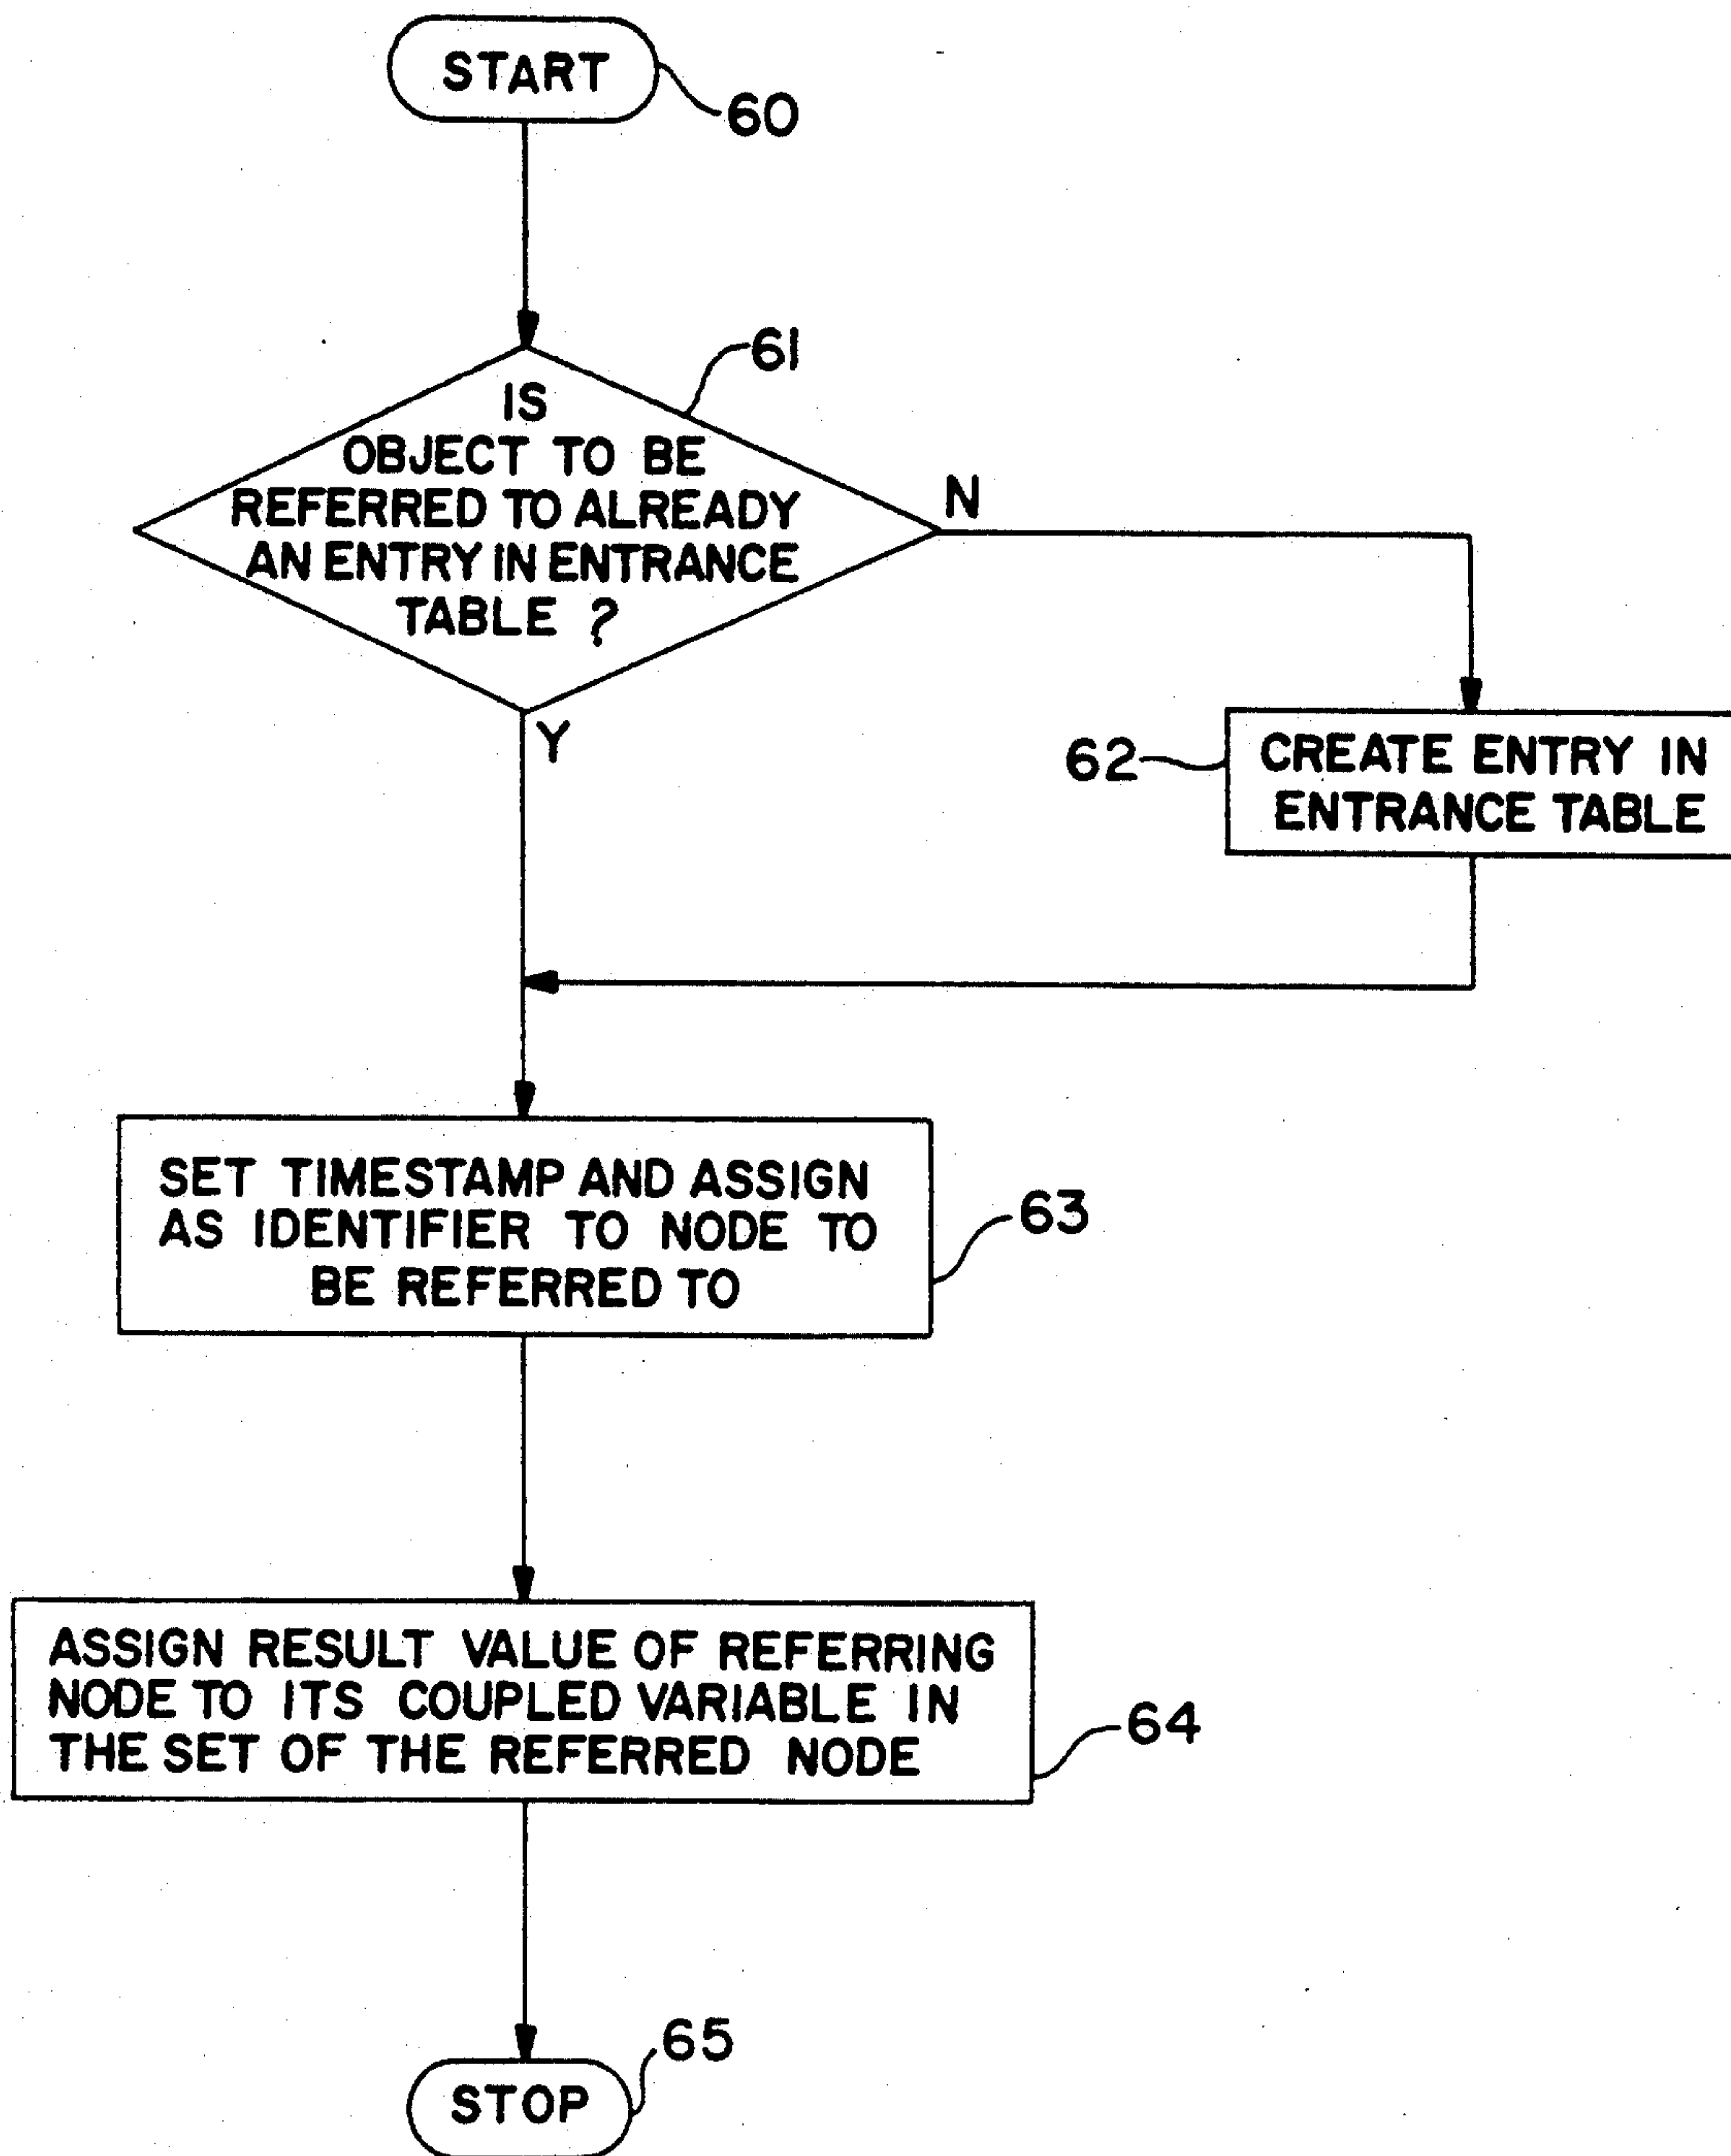 START
60
61
IS
OBJECT TO BE
REFERRED TO ALREADY
AN ENTRY IN ENTRANCE
TABLE ?
N
Y
62
CREATE ENTRY IN
ENTRANCE TABLE
SET TIMESTAMP AND ASSIGN
AS IDENTIFIER TO NODE TO
BE REFERRED TO
63
ASSIGN RESULT VALUE OF REFERRING
NODE TO ITS COUPLED VARIABLE IN
THE SET OF THE REFERRED NODE
64
65
STOP